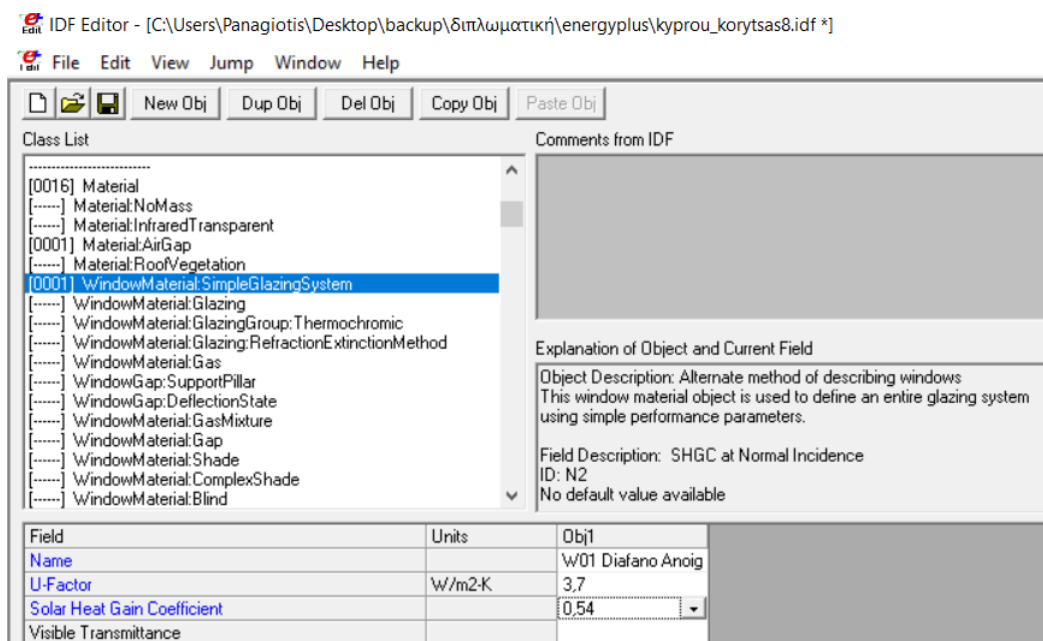 IDF Editor - [C:\Users\Panagiotis\Desktop\backup\διπλωματική\energyplus\kyprou_korytsas8.idf *]
File Edit View Jump Window Help
New Obj Dup Obj Del Obj Copy Obj Paste Obj
Class List
Comments from IDF
----------------------------
[0016] Material
[------] Material:NoMass
[------] Material:InfraredTransparent
[0001] Material:AirGap
[------] Material:RoofVegetation
[0001] WindowMaterial:SimpleGlazingSystem
[------] WindowMaterial:Glazing
[------] WindowMaterial:GlazingGroup:Thermochromic
[------] WindowMaterial:Glazing:RefractionExtinctionMethod
[------] WindowMaterial:Gas
[------] WindowGap:SupportPillar
[------] WindowGap:DeflectionState
[------] WindowMaterial:GasMixture
[------] WindowMaterial:Gap
[------] WindowMaterial:Shade
[------] WindowMaterial:ComplexShade
[------] WindowMaterial:Blind
Explanation of Object and Current Field
Object Description: Alternate method of describing windows
This window material object is used to define an entire glazing system
using simple performance parameters.
Field Description: SHGC at Normal Incidence
ID: N2
No default value available
Field Units Obj1
Name W01 Diafano Anoig
U-Factor W/m2-K 3,7
Solar Heat Gain Coefficient 0,54
Visible Transmittance